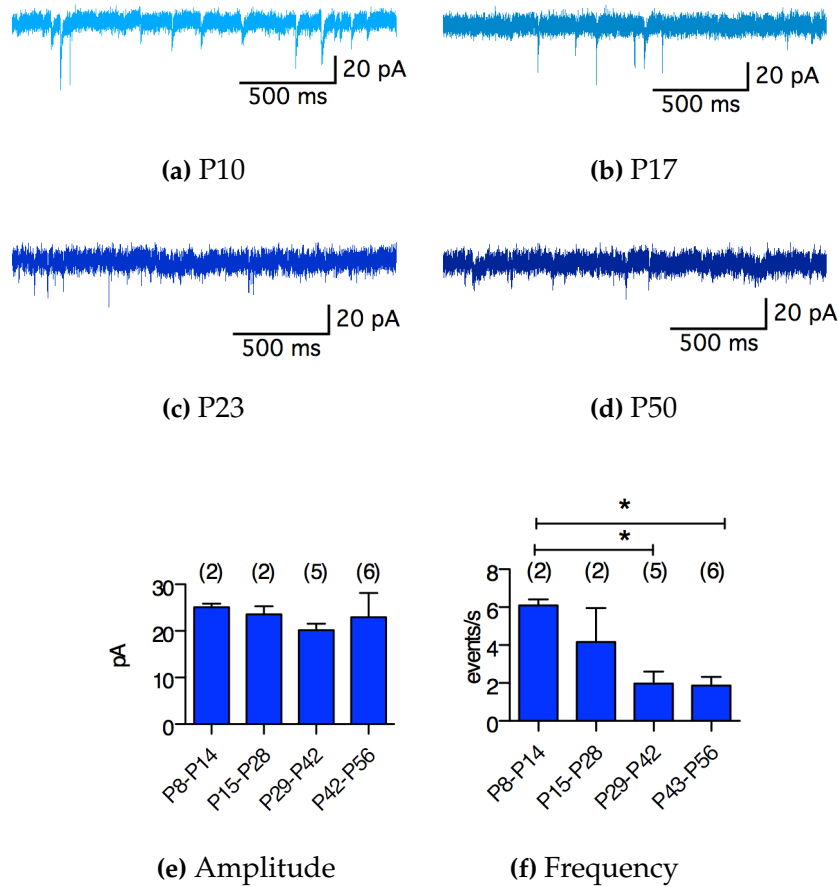 20 pA
500 ms
(a) P10
20 pA
500 ms
(b) P17
20 pA
500 ms
(c) P23
20 pA
500 ms
(d) P50
(2) (2) (5) (6)
30
20
10
0
pA
P8-P14
P15-P28
P29-P42
P42-P56
(e) Amplitude
*
*
(2) (2) (5) (6)
8
6
4
2
0
events/s
P8-P14
P15-P28
P29-P42
P43-P56
(f) Frequency